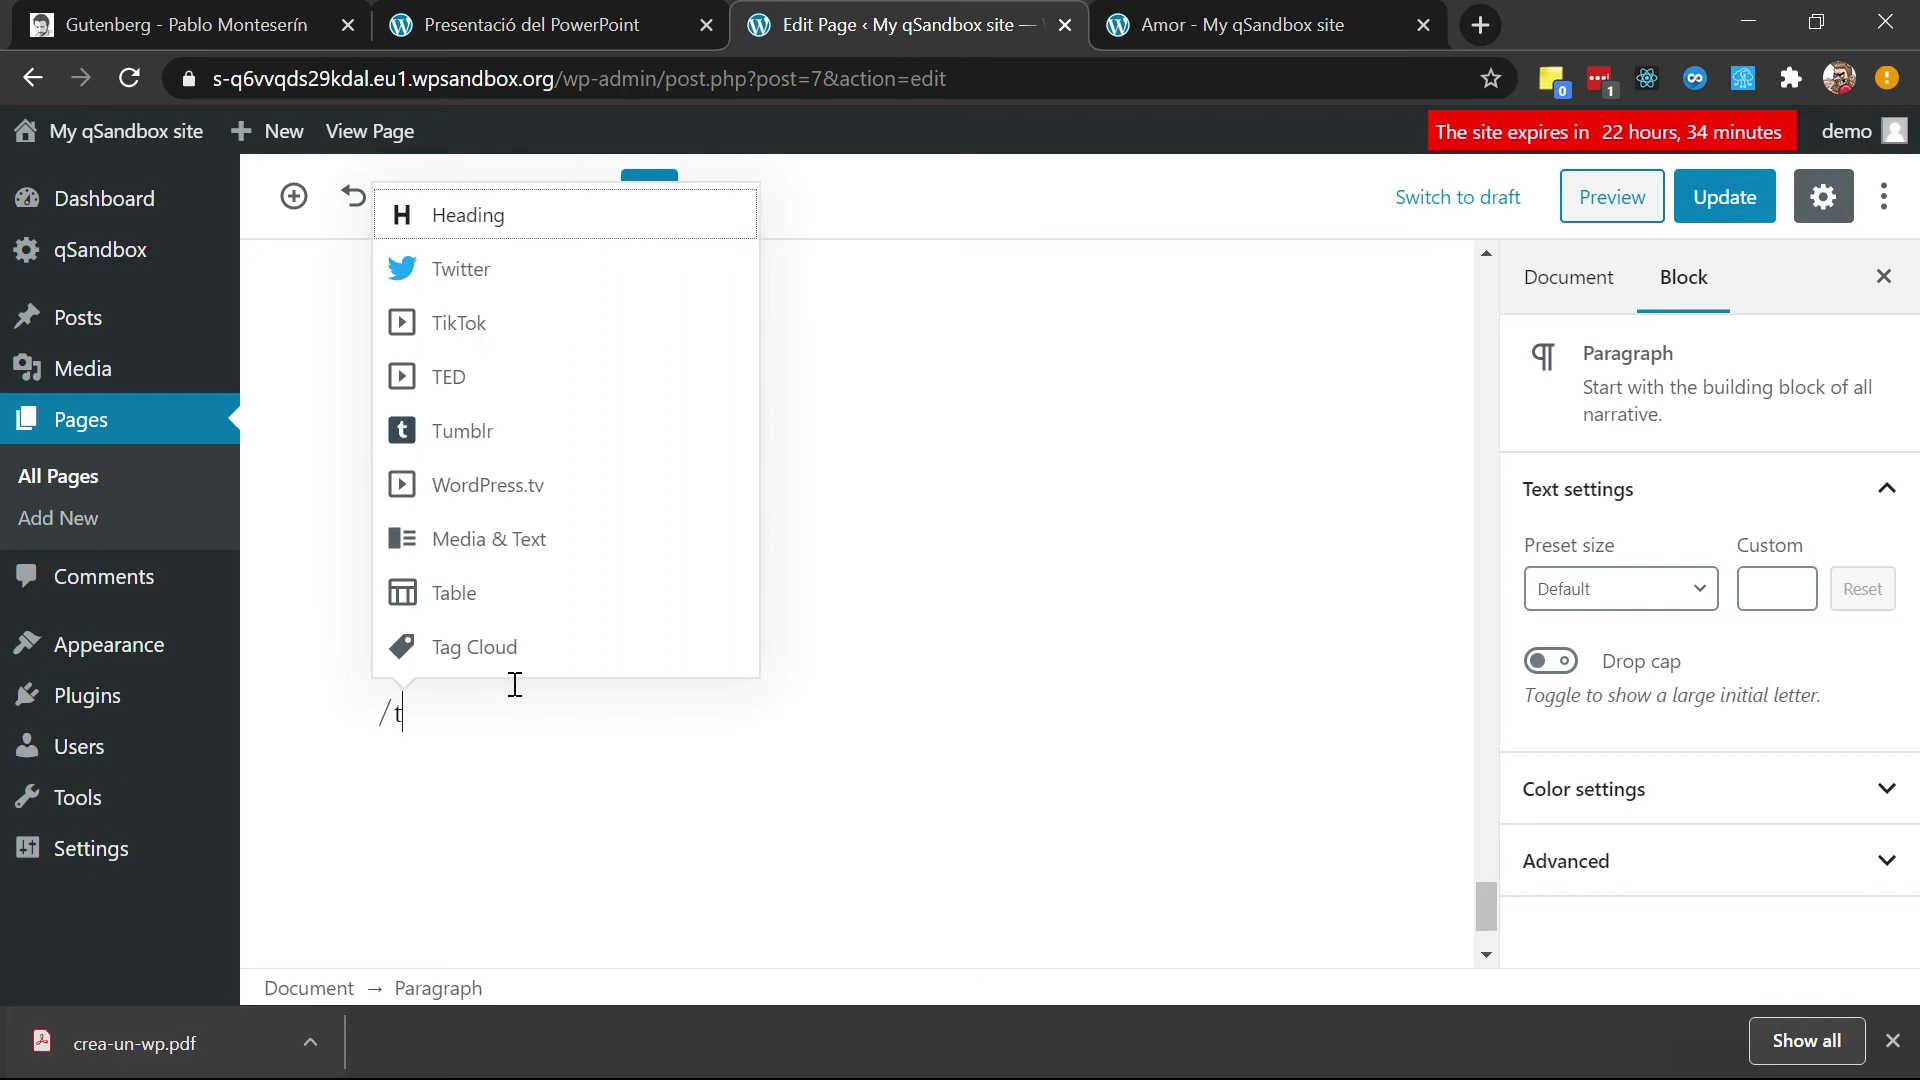 Gutenberg - Pablo Monteserín
Presentació del PowerPoint
Edit Page ‹ My qSandbox site —
Amor - My qSandbox site
s-q6vvqds29kdal.eu1.wpsandbox.org/wp-admin/post.php?post=7&action=edit
0
1
My qSandbox site
New
View Page
The site expires in 22 hours, 34 minutes
demo
Dashboard
qSandbox
Posts
Media
Pages
All Pages
Add New
Comments
Appearance
Plugins
Users
Tools
Settings
Switch to draft
Preview
Update
H Heading
Twitter
TikTok
TED
t Tumblr
WordPress.tv
Media & Text
Table
Tag Cloud
/t
Document
Block
Paragraph
Start with the building block of all
narrative.
Text settings
Preset size
Custom
Default
Reset
Drop cap
Toggle to show a large initial letter.
Color settings
Advanced
Document → Paragraph
crea-un-wp.pdf
Show all